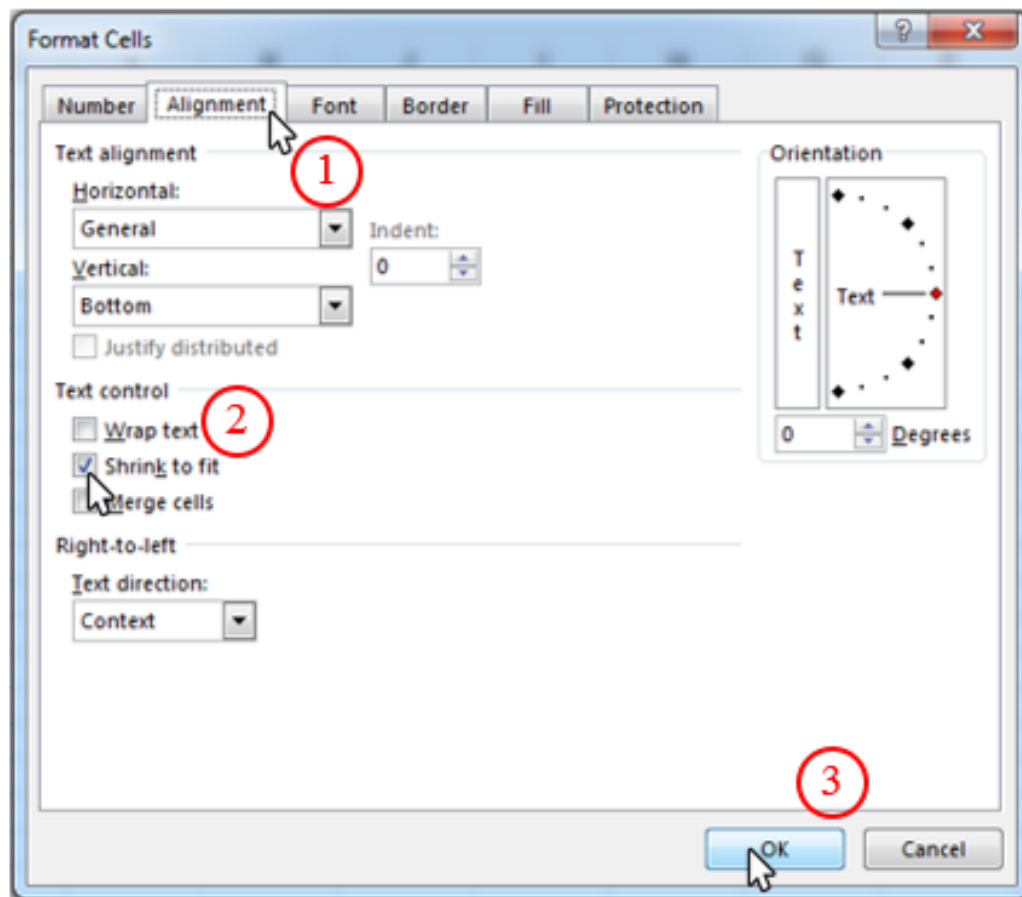 Format Cells
?
X
Number Alignment Font Border Fill Protection
1
Text alignment
Horizontal:
General
Indent:
0
Vertical:
Bottom
Justify distributed
Text control
2
Wrap text
Shrink to fit
Merge cells
Right-to-left
Text direction:
Context
Orientation
Text
Text
0 Degrees
3
OK Cancel